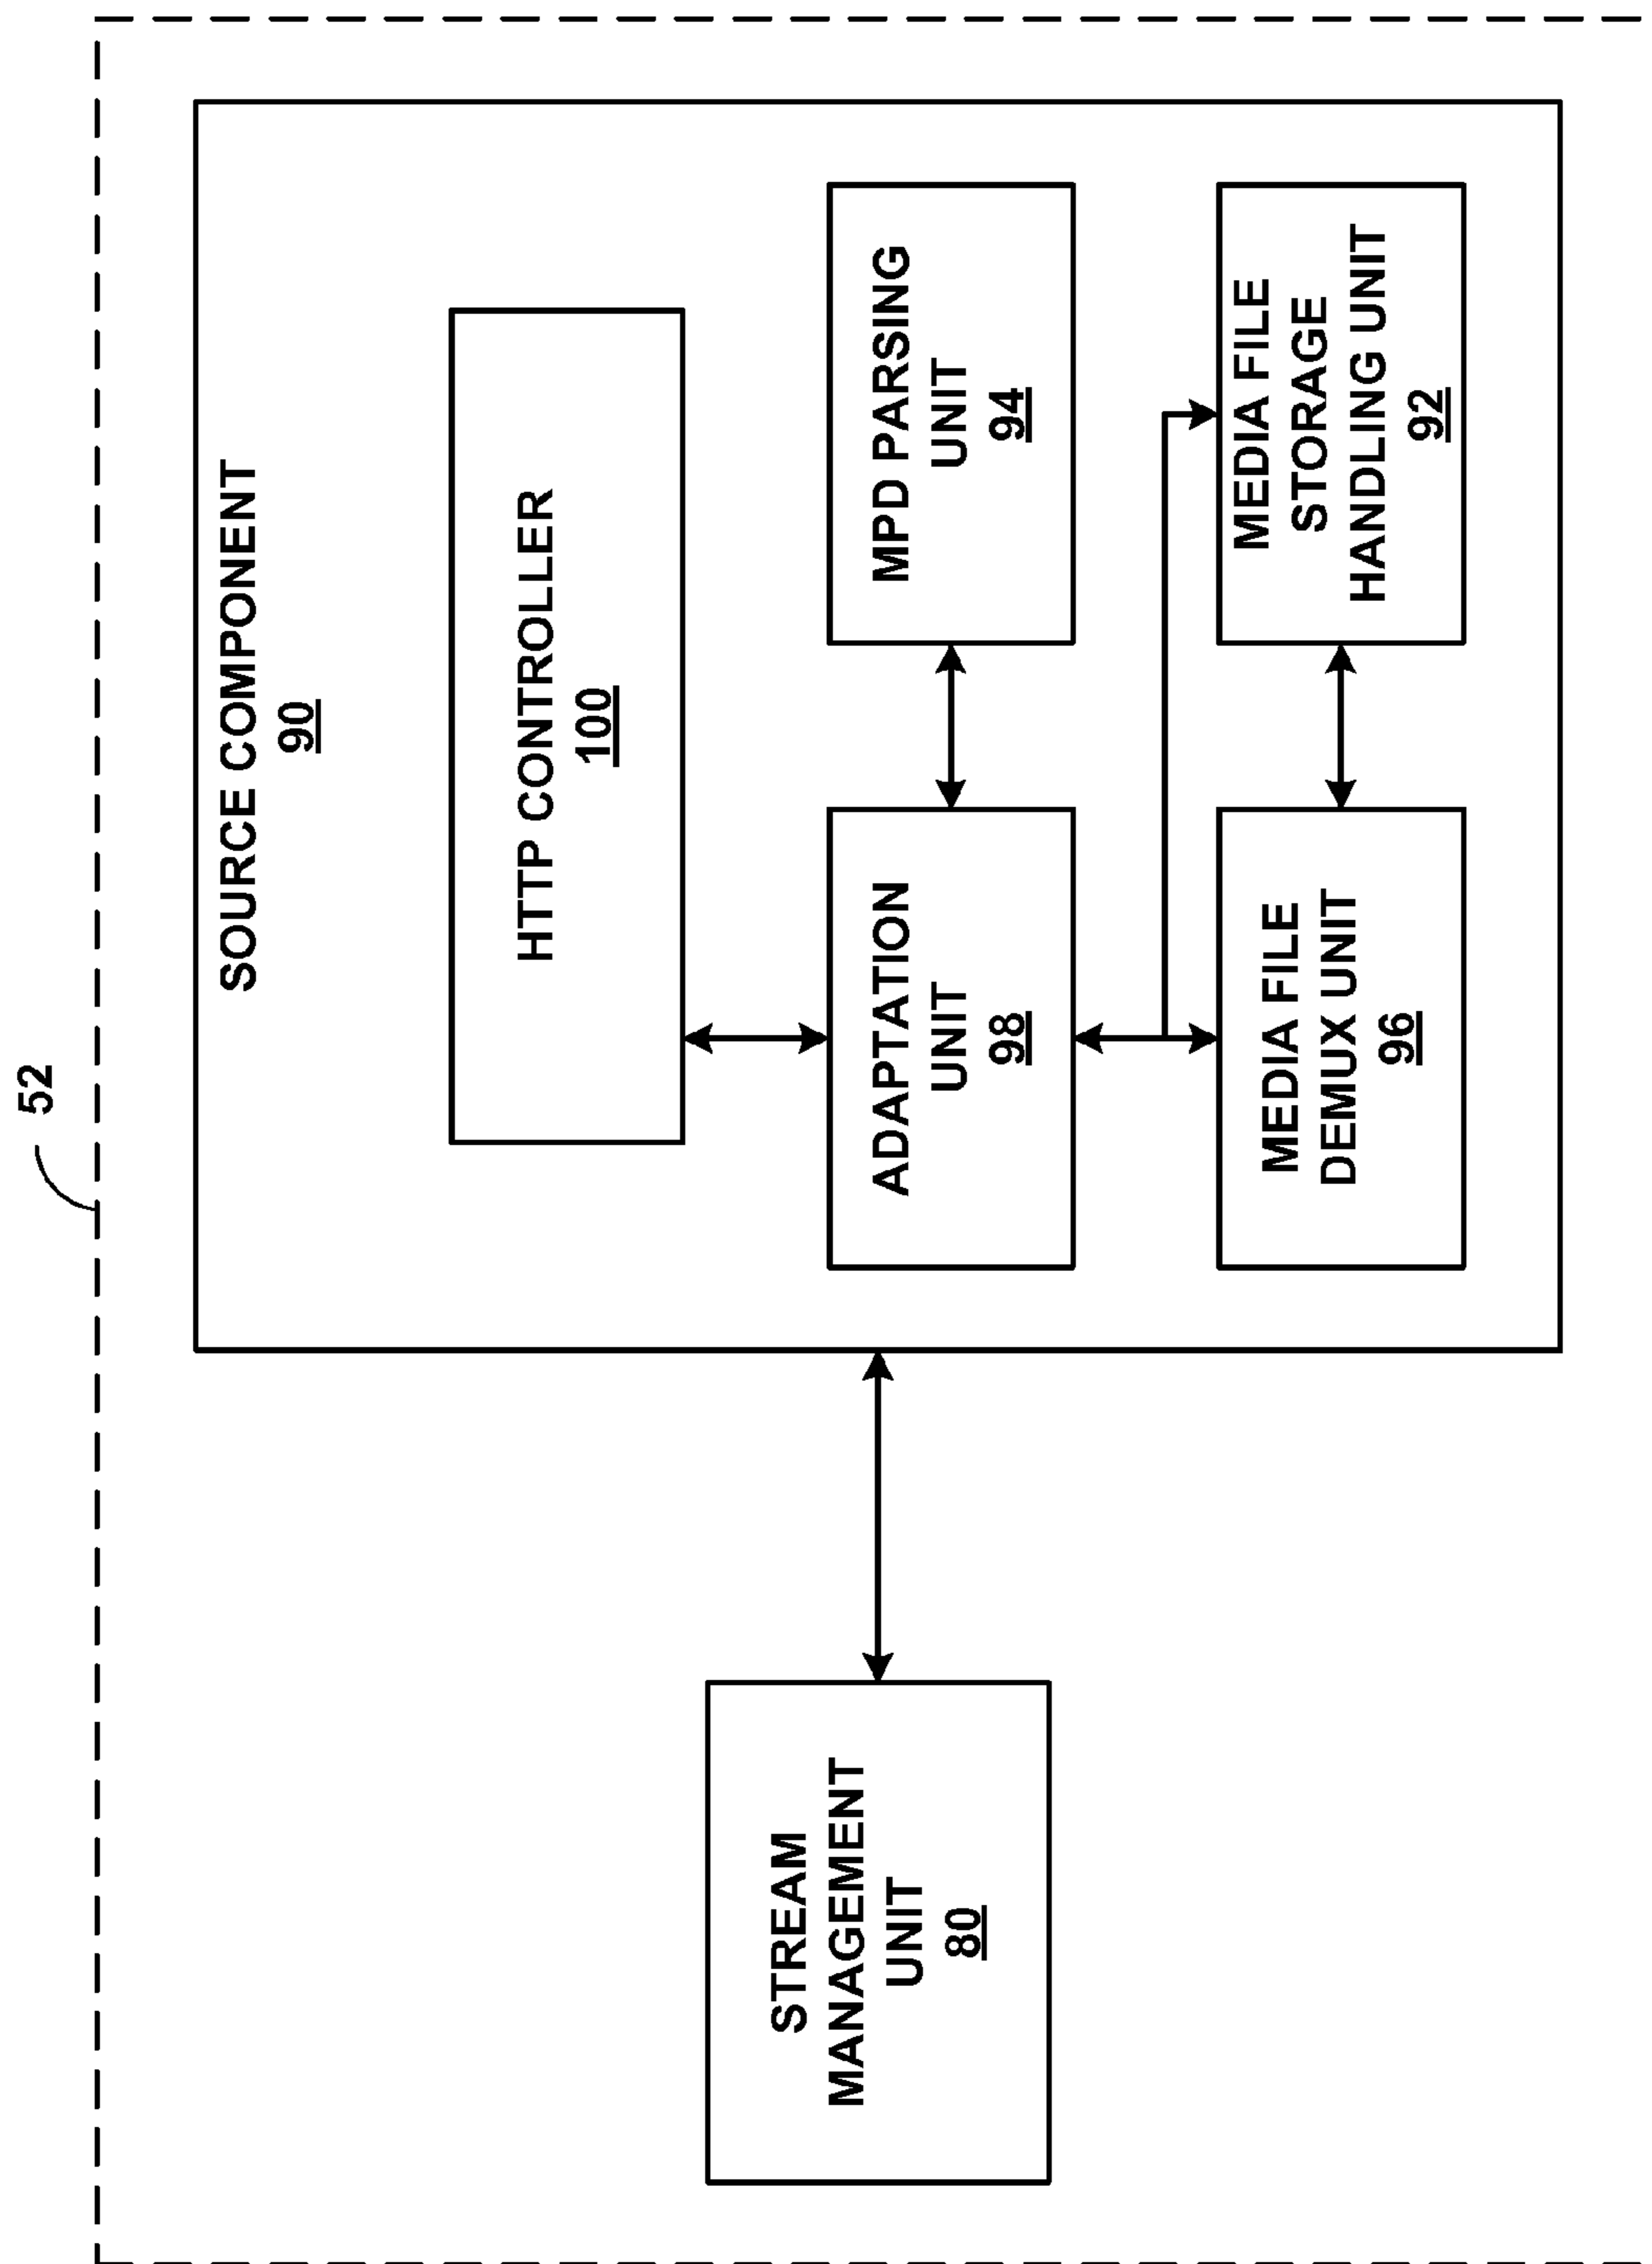 52
SOURCE COMPONENT
90
HTTP CONTROLLER
100
STREAM
MANAGEMENT
UNIT
80
ADAPTATION
UNIT
98
MPD PARSING
UNIT
94
MEDIA FILE
DEMUX UNIT
96
MEDIA FILE
STORAGE
HANDLING UNIT
92